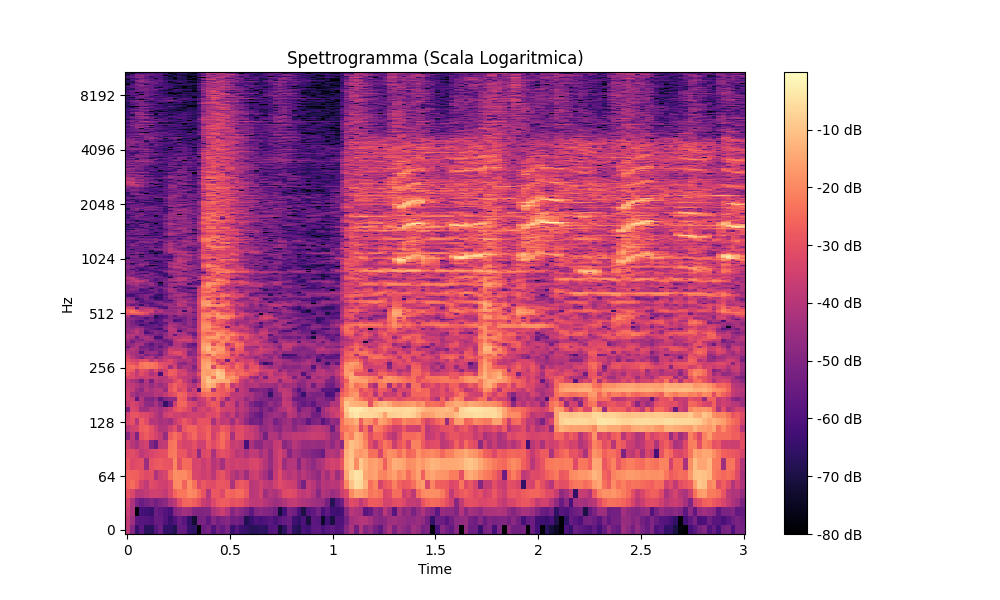 Spettrogramma (Scala Logaritmica)
8192
4096
2048
1024
512
256
128
64
0
Hz
0
0.5
1
1.5
2
2.5
3
Time
-10 dB
-20 dB
-30 dB
-40 dB
-50 dB
-60 dB
-70 dB
-80 dB